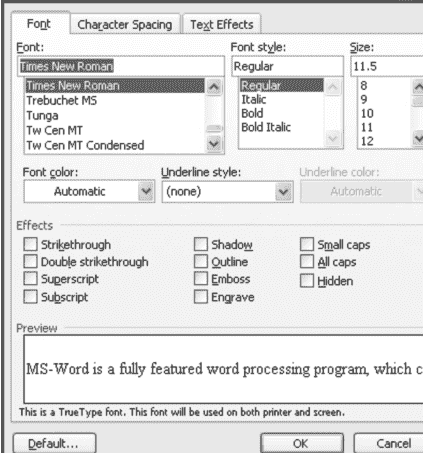 Font Character Spacing Text Effects
Font: Font style: Size:
Times New Roman Regular 11.5
Times New Roman Regular 8
Trebuchet MS Italic 9
Tunga Bold 10
Tw Cen MT Bold Italic 11
Tw Cen MT Condensed 12
Font color: Underline style: Underline color:
Automatic (none) Automatic
Effects
Strikethrough Shadow Small caps
Double strikethrough Outline All caps
Superscript Emboss Hidden
Subscript Engrave
Preview
MS-Word is a fully featured word processing program, which c
This is a TrueType font. This font will be used on both printer and screen.
Default... OK Cancel